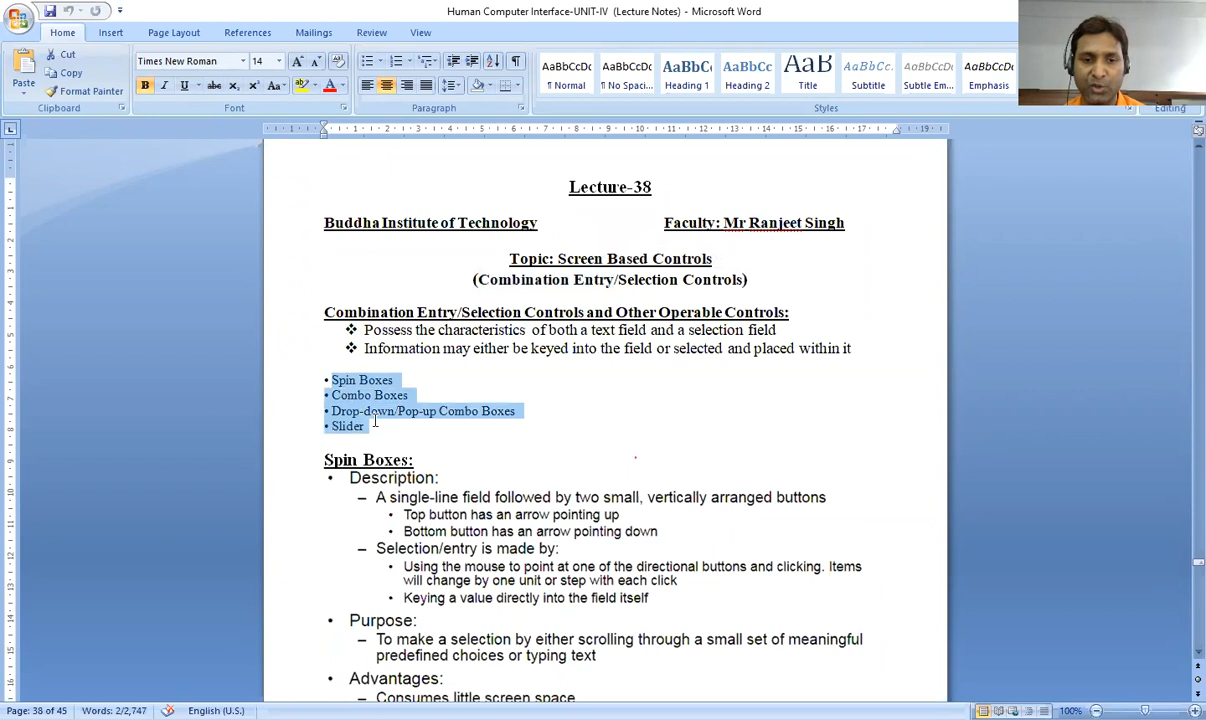 Human Computer Interface-UNIT-IV (Lecture Notes) - Microsoft Word
Home Insert Page Layout References Mailings Review View
Paste
Cut
Copy
Format Painter
Clipboard
Times New Roman 14
Font
Paragraph
AaBbCcDc AaBbCcDc AaBbC AaBbCc AaB AaBbCc. AaBbCcDc AaBbCcDc
¶ Normal ¶ No Spaci... Heading 1 Heading 2 Title Subtitle Subtle Em... Emphasis
Styles
Editing
Lecture-38
Buddha Institute of Technology Faculty: Mr Ranjeet Singh
Topic: Screen Based Controls
(Combination Entry/Selection Controls)
Combination Entry/Selection Controls and Other Operable Controls:
❖ Possess the characteristics of both a text field and a selection field
❖ Information may either be keyed into the field or selected and placed within it
• Spin Boxes
• Combo Boxes
• Drop-down/Pop-up Combo Boxes
• Slider
Spin Boxes:
• Description:
– A single-line field followed by two small, vertically arranged buttons
• Top button has an arrow pointing up
• Bottom button has an arrow pointing down
– Selection/entry is made by:
• Using the mouse to point at one of the directional buttons and clicking. Items
will change by one unit or step with each click
• Keying a value directly into the field itself
• Purpose:
– To make a selection by either scrolling through a small set of meaningful
predefined choices or typing text
• Advantages:
– Consumes little screen space
Page: 38 of 45 Words: 2/2,747 English (U.S.) 100%